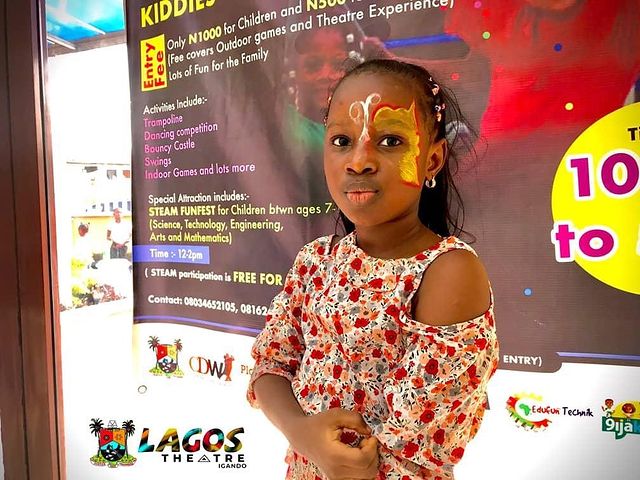 KIDDIES
Entry Fee
Only N1000 for Children and N500
(Fee covers Outdoor games and Theatre Experience)
Lots of Fun for the Family
Activities Include:-
Trampoline
Dancing competition
Bouncy Castle
Swings
Indoor Games and lots more
Special Attraction includes:-
STEAM FUNFEST for Children btwn ages 7-
(Science, Technology, Engineering,
Arts and Mathematics)
Time :- 12-2pm
( STEAM participation is FREE FOR
Contact: 08034652105, 0816
10
to
ENTRY)
CDW
EduFun Technik
9ija
LAGOS
THEATRE
IGANDO